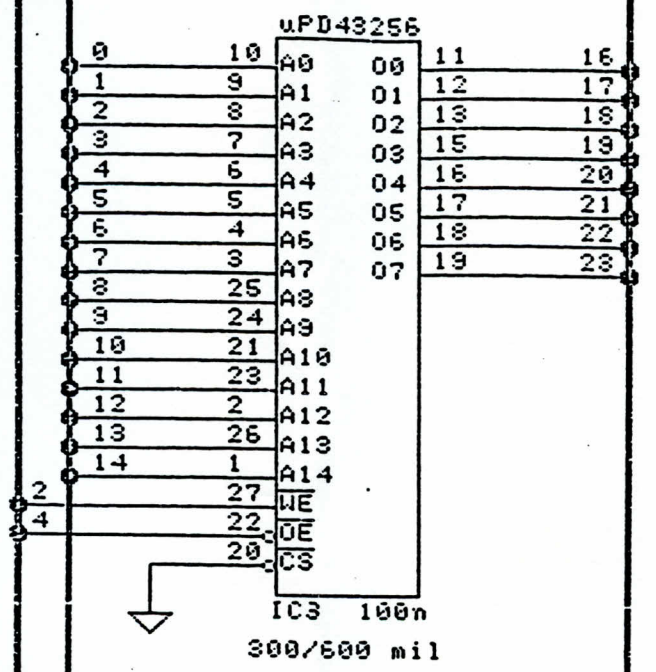 uPD43256
0 10 A0 O0 11 16
1 9 A1 O1 12 17
2 8 A2 O2 13 18
3 7 A3 O3 15 19
4 6 A4 O4 16 20
5 5 A5 O5 17 21
6 4 A6 O6 18 22
7 3 A7 O7 19 23
8 25 A8
9 24 A9
10 21 A10
11 23 A11
12 2 A12
13 26 A13
14 1 A14
2 27 WE
4 22 OE
20 CS
IC3 100n
300/600 mil